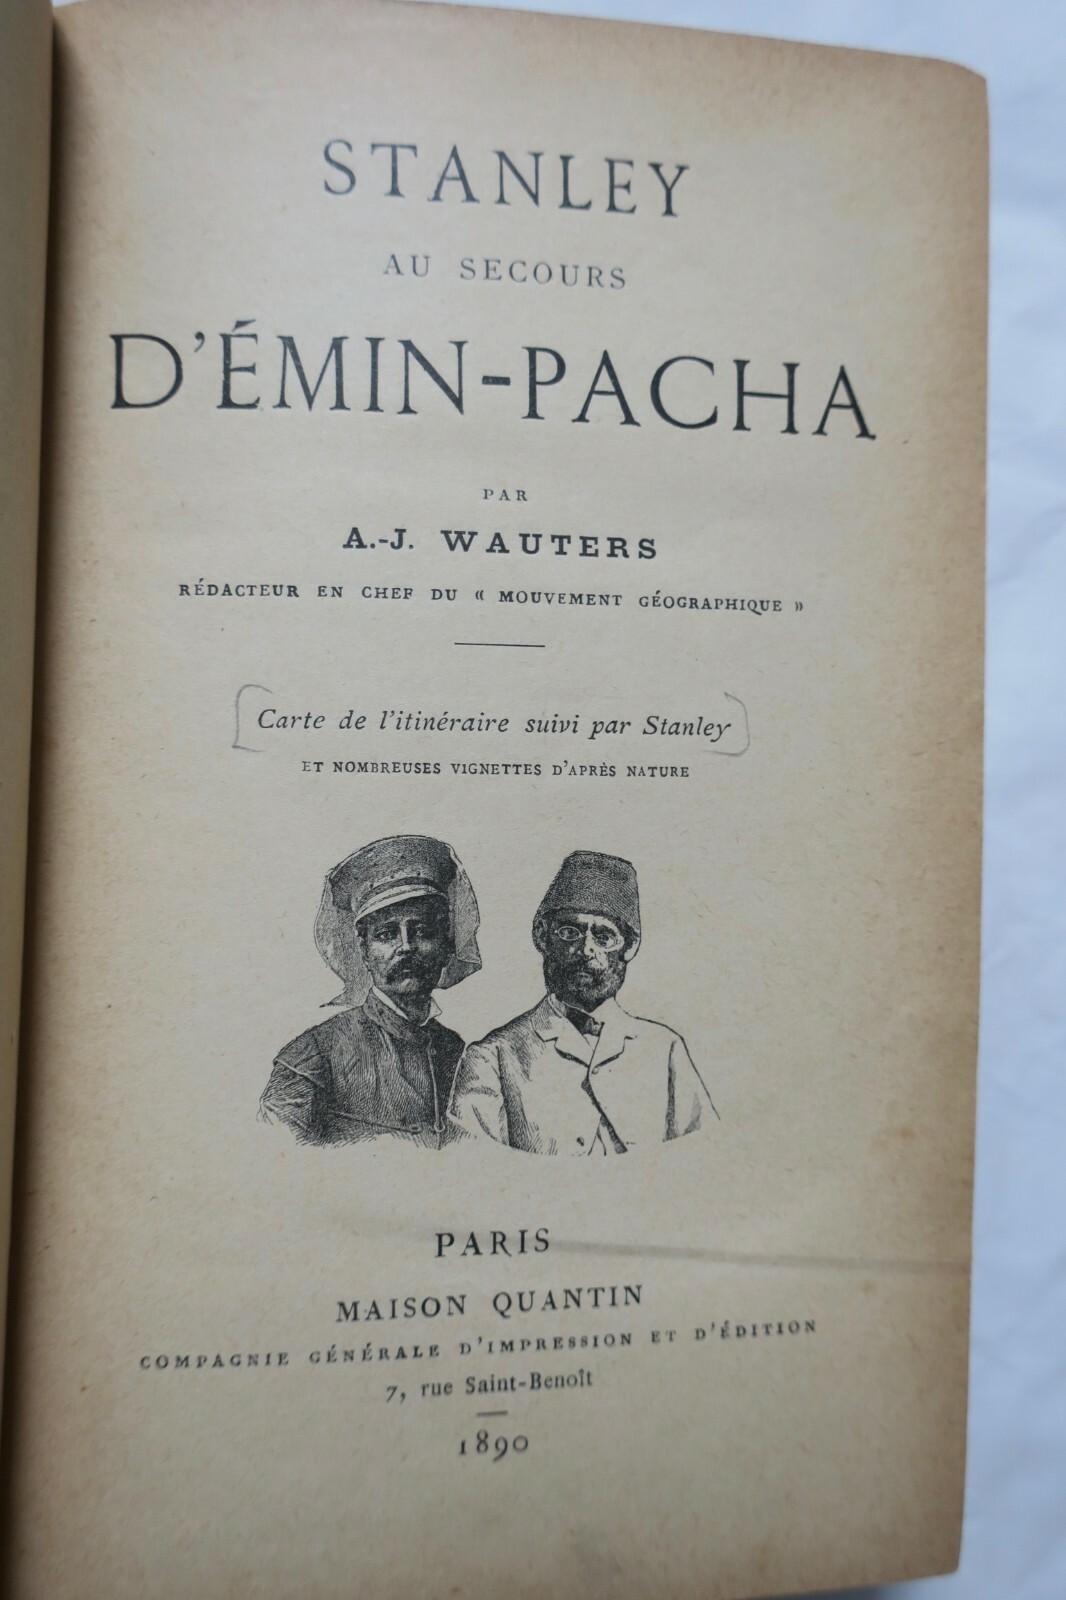 STANLEY
AU SECOURS
D'ÉMIN-PACHA
PAR
A.-J. WAUTERS
RÉDACTEUR EN CHEF DU « MOUVEMENT GÉOGRAPHIQUE »
Carte de l'itinéraire suivi par Stanley
ET NOMBREUSES VIGNETTES D'APRÈS NATURE
PARIS
MAISON QUANTIN
COMPAGNIE GÉNÉRALE D'IMPRESSION ET D'ÉDITION
7, rue Saint-Benoît
1890